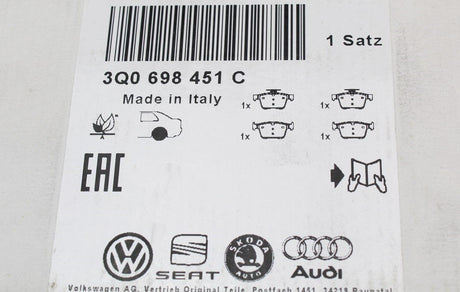 1 Satz
3Q0 698 451 C
Made in Italy
1x 1x
1x 1x
EAC
SEAT
SKODA
AUTO
Audi
Volkswagen AG, Vertrieb Original Teile, Postfach 1451, 34219 Baunatal